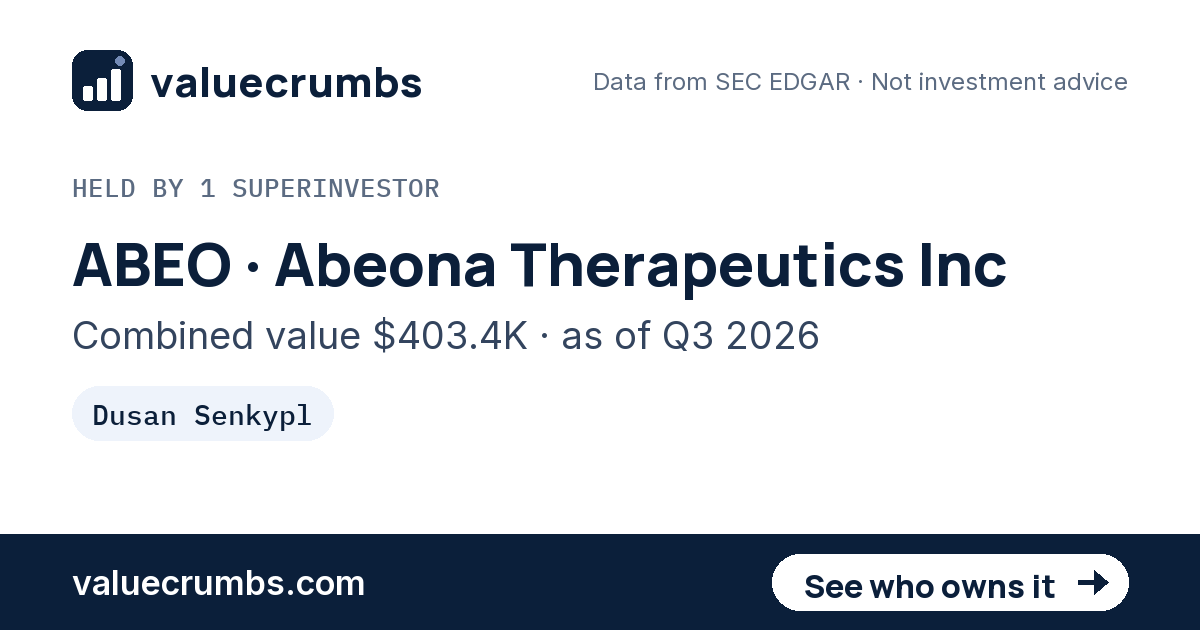 valuecrumbs
Data from SEC EDGAR · Not investment advice
HELD BY 1 SUPERINVESTOR
ABEO · Abeona Therapeutics Inc
Combined value $403.4K · as of Q3 2026
Dusan Senkypl
valuecrumbs.com
See who owns it →